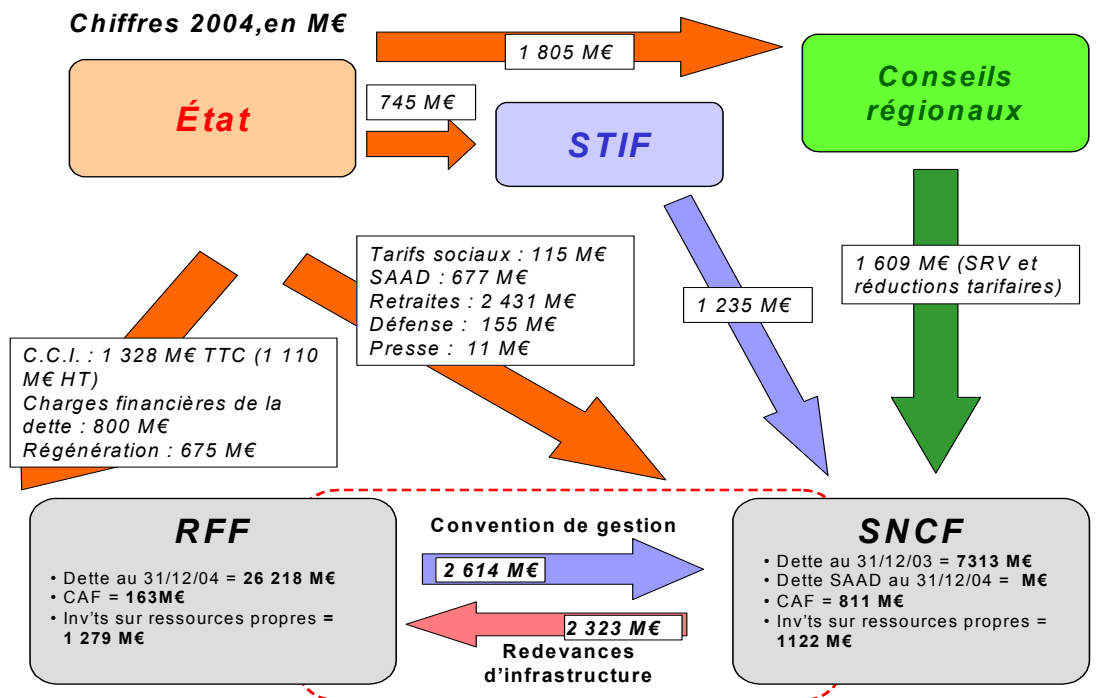 Chiffres 2004,en M€
1 805 M€
État
745 M€
STIF
Conseils
régionaux
Tarifs sociaux : 115 M€
SAAD : 677 M€
Retraites : 2 431 M€
Défense : 155 M€
Presse : 11 M€
1 235 M€
1 609 M€ (SRV et
réductions tarifaires)
C.C.I. : 1 328 M€ TTC (1 110
M€ HT)
Charges financières de la
dette : 800 M€
Régénération : 675 M€
RFF
• Dette au 31/12/04 = 26 218 M€
• CAF = 163M€
• Inv'ts sur ressources propres =
1 279 M€
Convention de gestion
2 614 M€
2 323 M€
Redevances
d'infrastructure
SNCF
• Dette au 31/12/03 = 7313 M€
• Dette SAAD au 31/12/04 = M€
• CAF = 811 M€
• Inv'ts sur ressources propres =
1122 M€